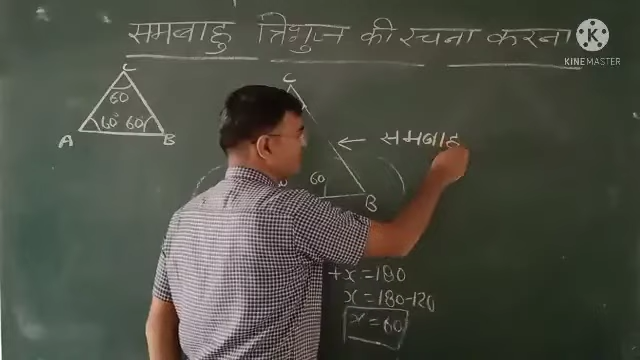 समबाहु त्रिभुज की रचना करना
KINEMASTER
C
60
60° 60°
A B
C
← समबाह
60
B
+x=180
x=180-120
x=60